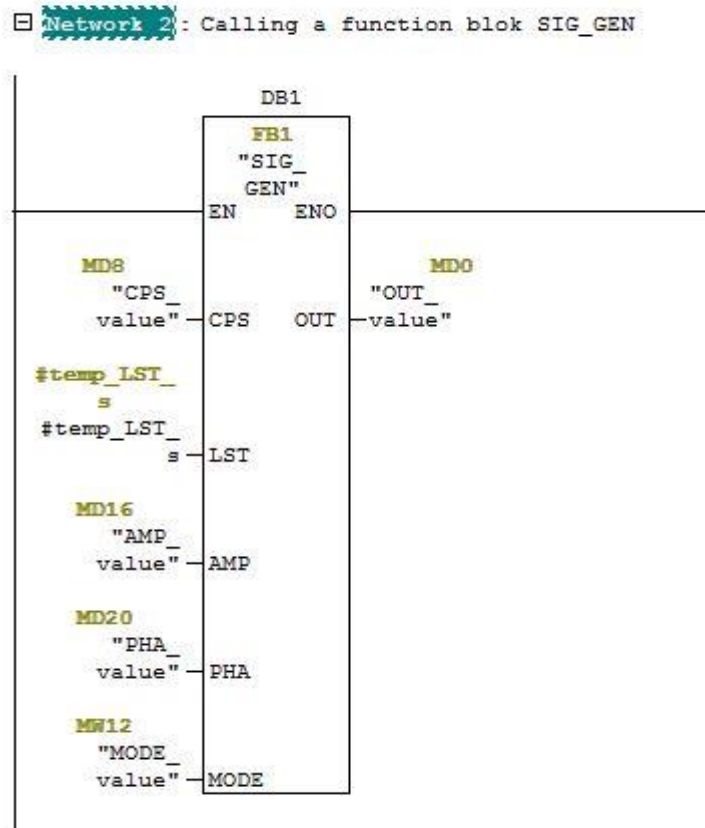 Network 2: Calling a function blok SIG_GEN
DB1
FB1
"SIG_
GEN"
EN ENO
MD8
"CPS_
value" CPS
MD0
"OUT_
OUT value"
#temp_LST_
s
#temp_LST_
s LST
MD16
"AMP_
value" AMP
MD20
"PHA_
value" PHA
MW12
"MODE_
value" MODE